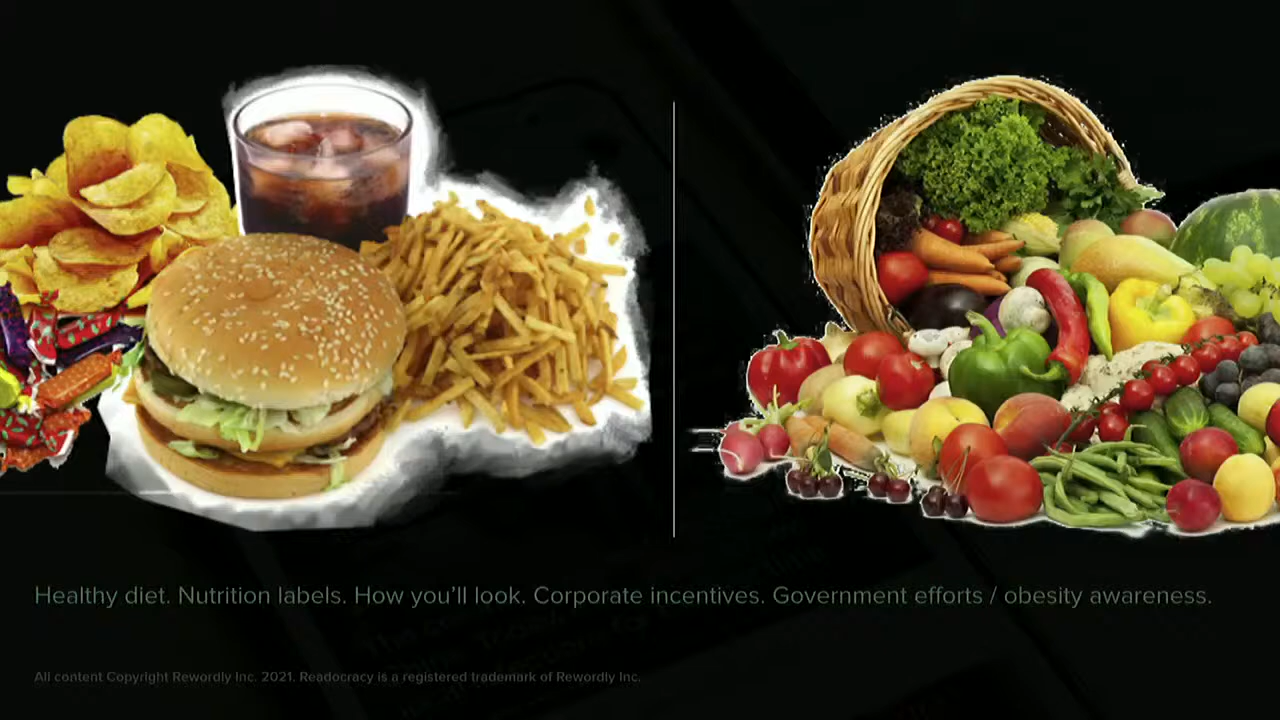 Healthy diet. Nutrition labels. How you'll look. Corporate incentives. Government efforts / obesity awareness.
All content Copyright Rewordly Inc. 2021. Readocracy is a registered trademark of Rewordly Inc.